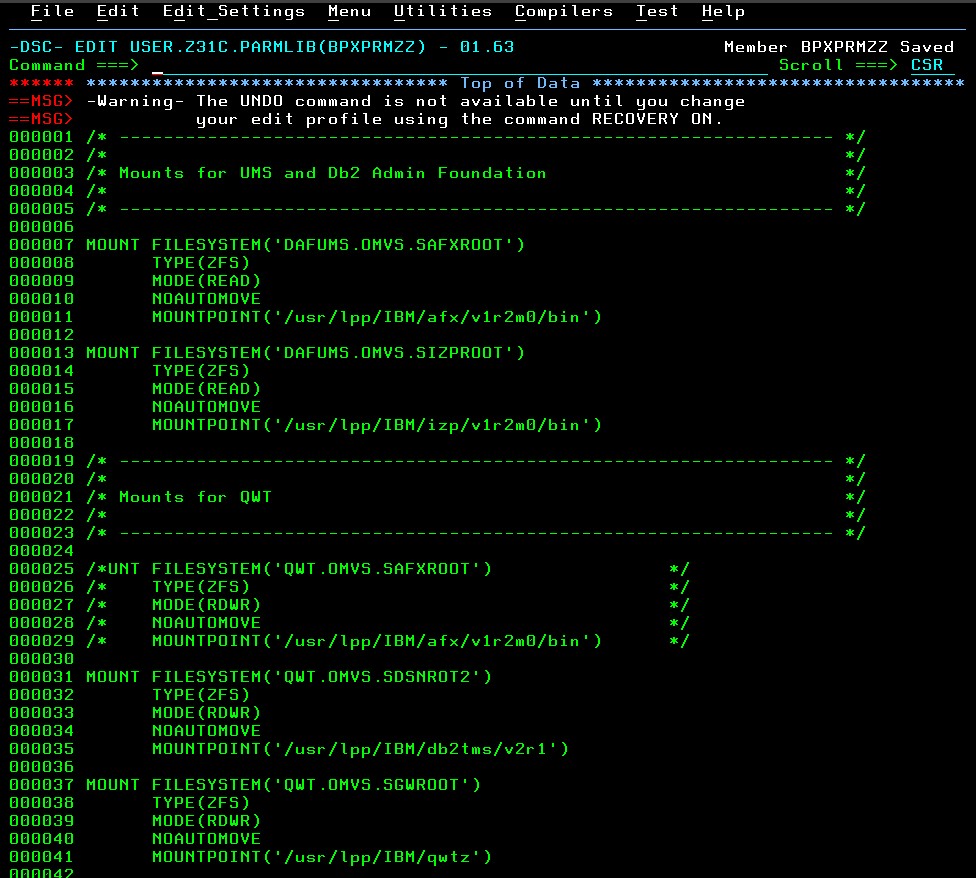 File  Edit  Edit_Settings  Menu  Utilities  Compilers  Test  Help
-DSC- EDIT USER.Z31C.PARMLIB(BPXPRMZZ) - 01.63                   Member BPXPRMZZ Saved
Command ===>                                                          Scroll ===> CSR
****** ********************************* Top of Data **********************************
==MSG> -Warning- The UNDO command is not available until you change
==MSG>           your edit profile using the command RECOVERY ON.
000001 /* ----------------------------------------------------------------- */
000002 /*                                                                   */
000003 /* Mounts for UMS and Db2 Admin Foundation                           */
000004 /*                                                                   */
000005 /* ----------------------------------------------------------------- */
000006
000007 MOUNT FILESYSTEM('DAFUMS.OMVS.SAFXROOT')
000008       TYPE(ZFS)
000009       MODE(READ)
000010       NOAUTOMOVE
000011       MOUNTPOINT('/usr/lpp/IBM/afx/v1r2m0/bin')
000012
000013 MOUNT FILESYSTEM('DAFUMS.OMVS.SIZPROOT')
000014       TYPE(ZFS)
000015       MODE(READ)
000016       NOAUTOMOVE
000017       MOUNTPOINT('/usr/lpp/IBM/izp/v1r2m0/bin')
000018
000019 /* ----------------------------------------------------------------- */
000020 /*                                                                   */
000021 /* Mounts for QWT                                                    */
000022 /*                                                                   */
000023 /* ----------------------------------------------------------------- */
000024
000025 /*UNT FILESYSTEM('QWT.OMVS.SAFXROOT')                */
000026 /*    TYPE(ZFS)                                      */
000027 /*    MODE(RDWR)                                     */
000028 /*    NOAUTOMOVE                                     */
000029 /*    MOUNTPOINT('/usr/lpp/IBM/afx/v1r2m0/bin')      */
000030
000031 MOUNT FILESYSTEM('QWT.OMVS.SDSNROT2')
000032       TYPE(ZFS)
000033       MODE(RDWR)
000034       NOAUTOMOVE
000035       MOUNTPOINT('/usr/lpp/IBM/db2tms/v2r1')
000036
000037 MOUNT FILESYSTEM('QWT.OMVS.SGWROOT')
000038       TYPE(ZFS)
000039       MODE(RDWR)
000040       NOAUTOMOVE
000041       MOUNTPOINT('/usr/lpp/IBM/qwtz')
000042